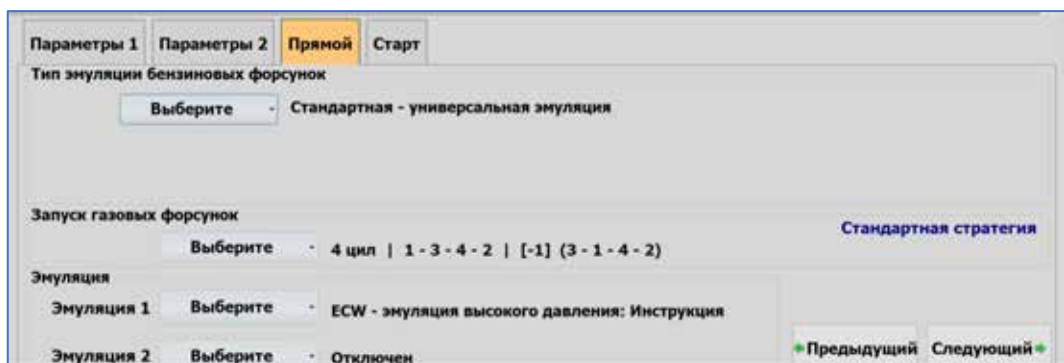 Параметры 1 Параметры 2 Прямой Старт
Тип эмуляции бензиновых форсунок
Выберите Стандартная - универсальная эмуляция
Запуск газовых форсунок
Стандартная стратегия
Выберите 4 цил | 1 - 3 - 4 - 2 | [-1] (3 - 1 - 4 - 2)
Эмуляция
Эмуляция 1 Выберите ECW - эмуляция высокого давления: Инструкция
Эмуляция 2 Выберите Отключен
Предыдущий Следующий